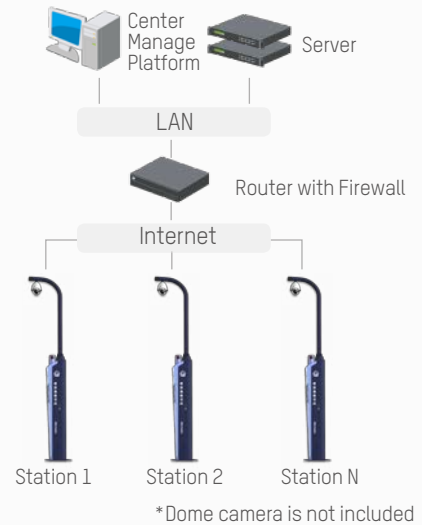 Center
Manage
Platform
Server
LAN
Router with Firewall
Internet
Station 1
Station 2
Station N
*Dome camera is not included